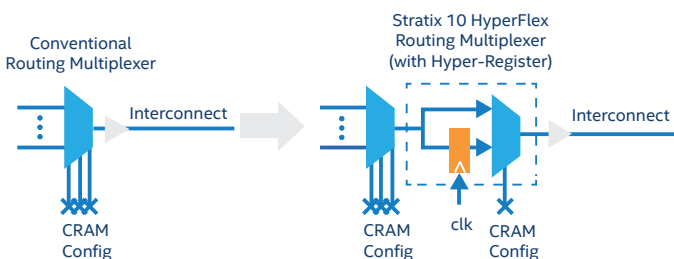 Conventional
Routing Multiplexer
Interconnect
CRAM
Config
Stratix 10 HyperFlex
Routing Multiplexer
(with Hyper-Register)
Interconnect
CRAM
Config
clk
CRAM
Config